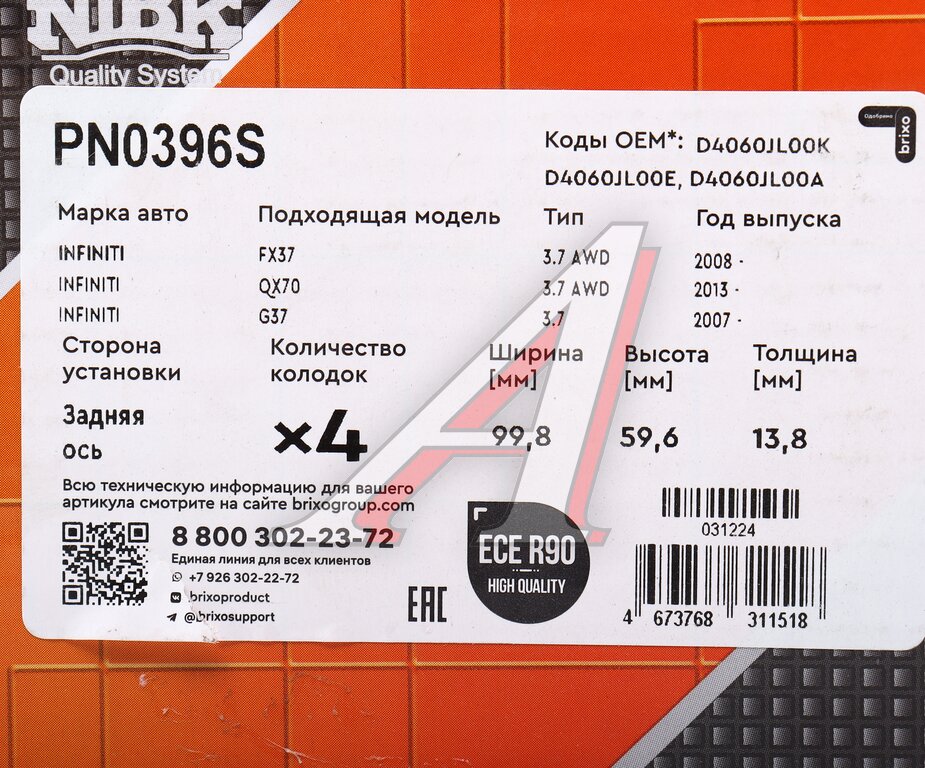 NIBK
Quality System
Одобрено brixo
PN0396S
Коды OEM*: D4060JL00K
D4060JL00E, D4060JL00A
Марка авто Подходящая модель Тип Год выпуска
INFINITI FX37 3.7 AWD 2008 -
INFINITI QX70 3.7 AWD 2013 -
INFINITI G37 3.7 2007 -
Сторона установки Количество колодок Ширина [мм] Высота [мм] Толщина [мм]
Задняя ось ×4 99,8 59,6 13,8
Всю техническую информацию для вашего
артикула смотрите на сайте brixogroup.com
8 800 302-23-72
Единая линия для всех клиентов
+7 926 302-22-72
brixoproduct
@brixosupport
EAC
ECE R90
HIGH QUALITY
031224
4 673768 311518